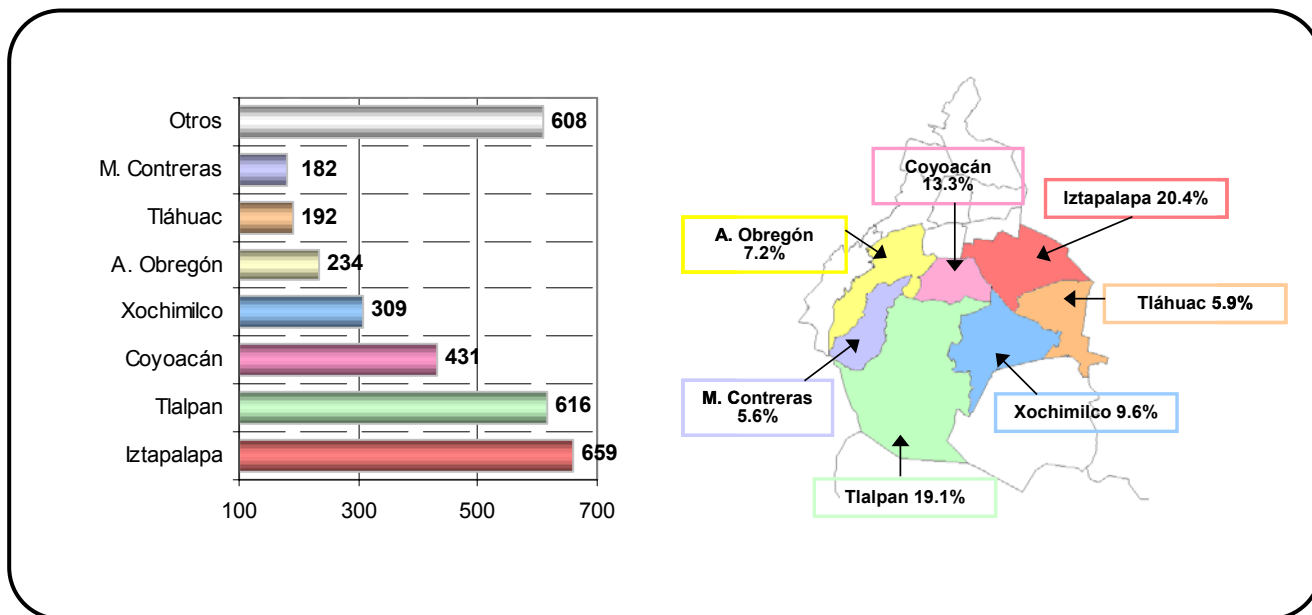 Otros
608
M. Contreras
182
Tláhuac
192
A. Obregón
234
Xochimilco
309
Coyoacán
431
Tlalpan
616
Iztapalapa
659
100
300
500
700
Coyoacán
13.3%
Iztapalapa 20.4%
A. Obregón
7.2%
Tláhuac 5.9%
M. Contreras
5.6%
Xochimilco 9.6%
Tlalpan 19.1%